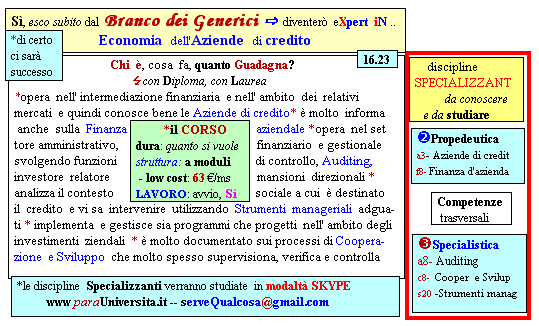 Sì, esco subito dal Branco dei Generici ⇨ diventerò eXpert iN ..
*di certo
ci sarà
successo
Economia dell'Aziende di credito
16.23
Chi è, cosa fa, quanto Guadagna?
con Diploma, con Laurea
*opera nell' intermediazione finanziaria e nell' ambito dei relativi
mercati e quindi conosce bene le Aziende di credito* è molto informa
anche sulla Finanza aziendale *opera nel set
tore amministrativo, finanziario e gestionale
svolgendo funzioni di controllo, Auditing,
investore relatore mansioni direzionali *
analizza il contesto sociale a cui è destinato
il credito e vi sa intervenire utilizzando Strumenti manageriali adgua-
ti * implementa e gestisce sia programmi che progetti nell' ambito degli
investimenti ziendali * è molto documentato sui processi di Coopera-
zione e Sviluppo che molto spesso supervisiona, verifica e controlla
*il CORSO
dura: quanto si vuole
struttura: a moduli
- low cost: 63 €/ms
LAVORO: avvio, Sì
discipline
SPECIALIZZANT
da conoscere
e da studiare
❷Propedeutica
a3- Aziende di credit
f8- Finanza d'azienda
Competenze
trasversali
❸Specialistica
a8- Auditing
c8- Cooper e Svilup
s20 -Strumenti manag
*le discipline Specializzanti verranno studiate in modaltà SKYPE
www.paraUniversita.it -- serveQualcosa@gmail.com